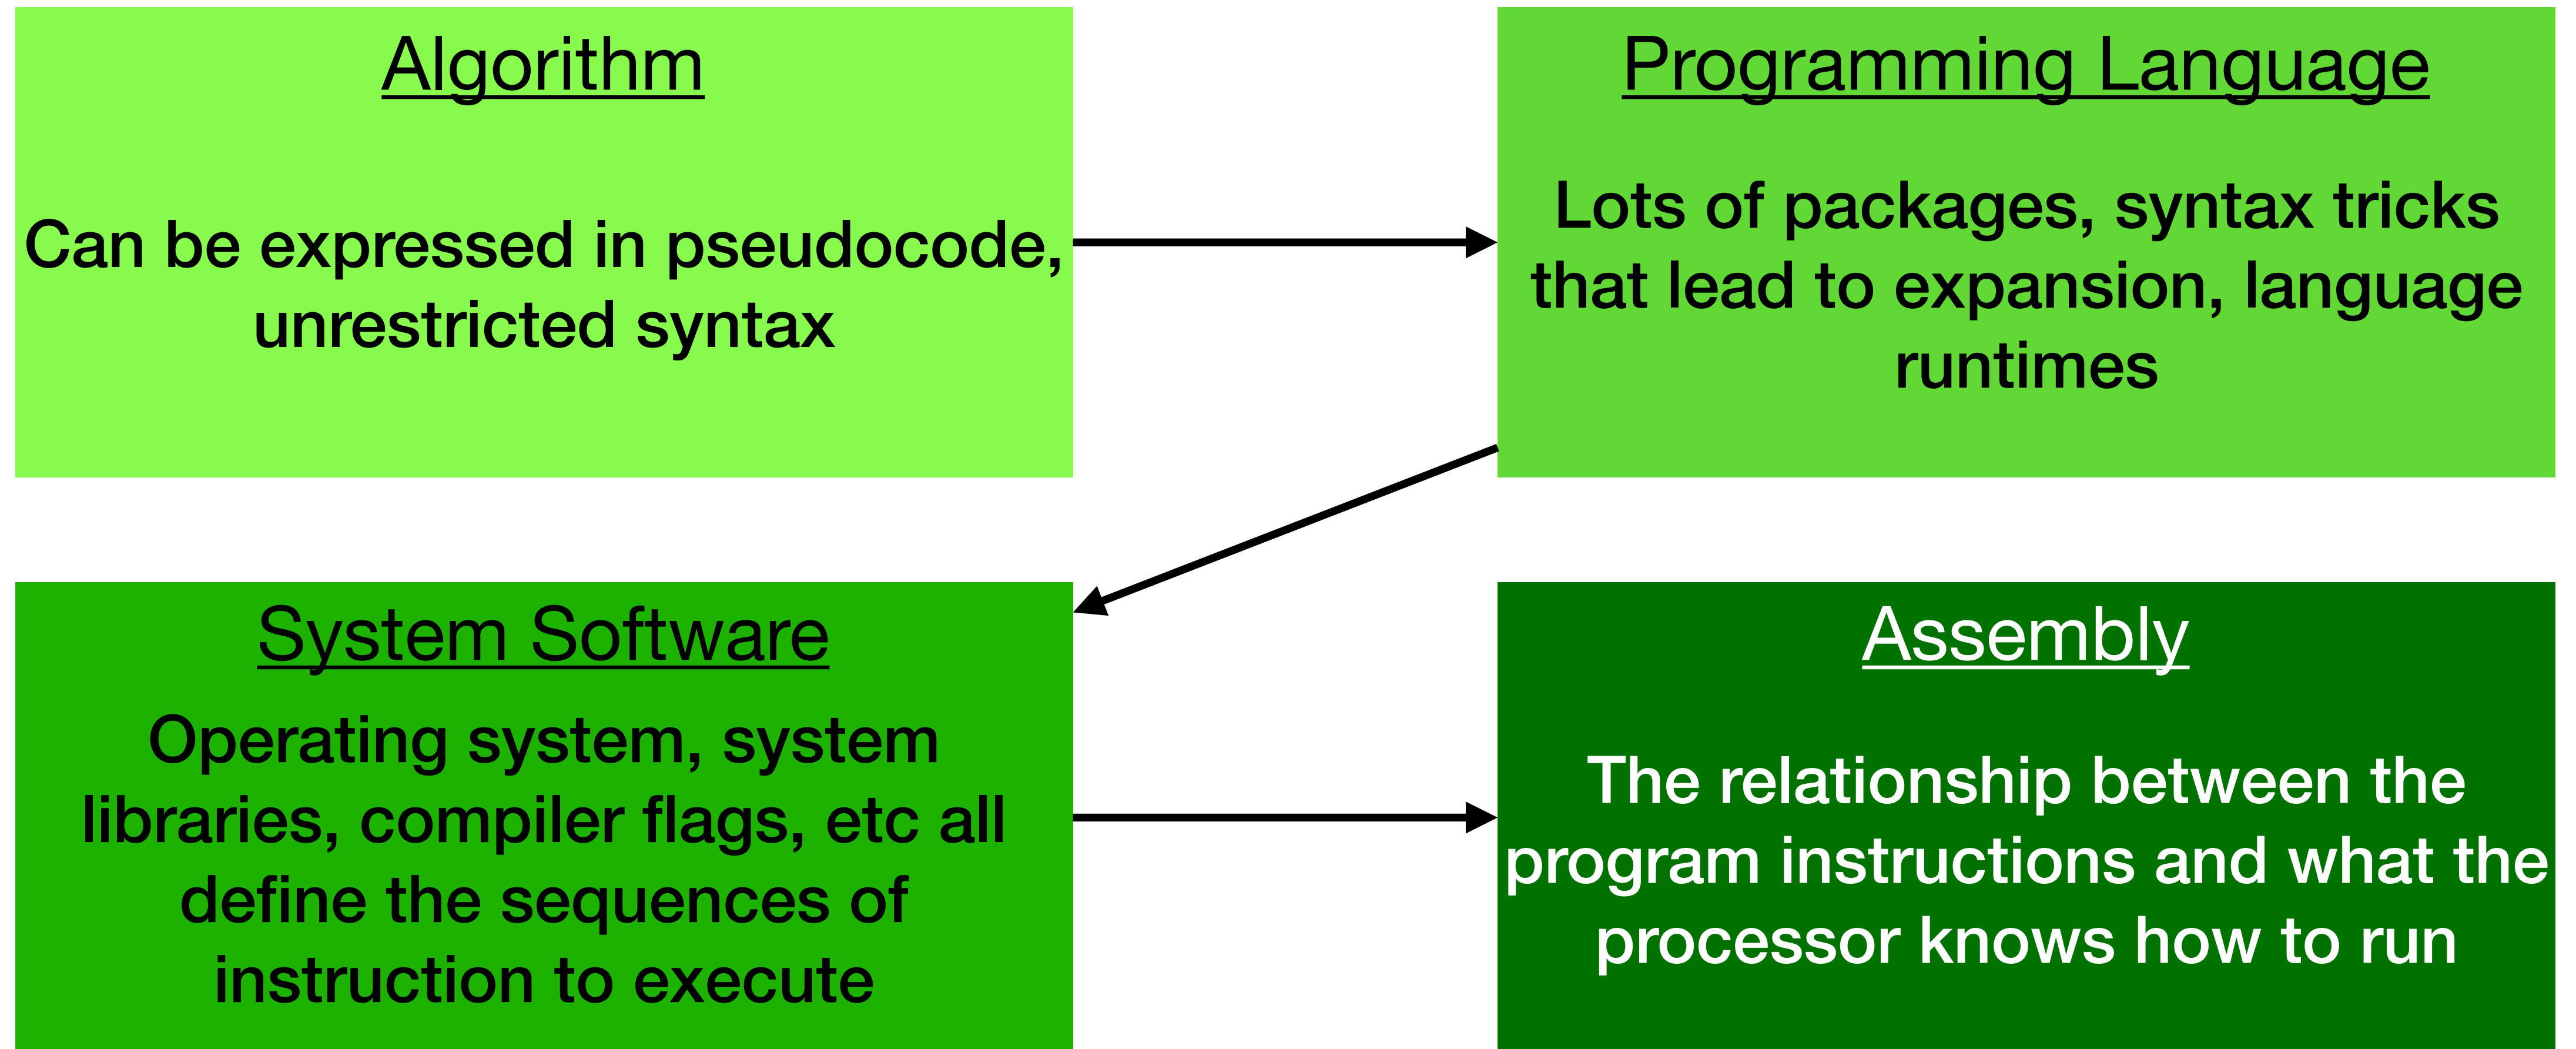 Algorithm
Can be expressed in pseudocode,
unrestricted syntax
Programming Language
Lots of packages, syntax tricks
that lead to expansion, language
runtimes
System Software
Operating system, system
libraries, compiler flags, etc all
define the sequences of
instruction to execute
Assembly
The relationship between the
program instructions and what the
processor knows how to run